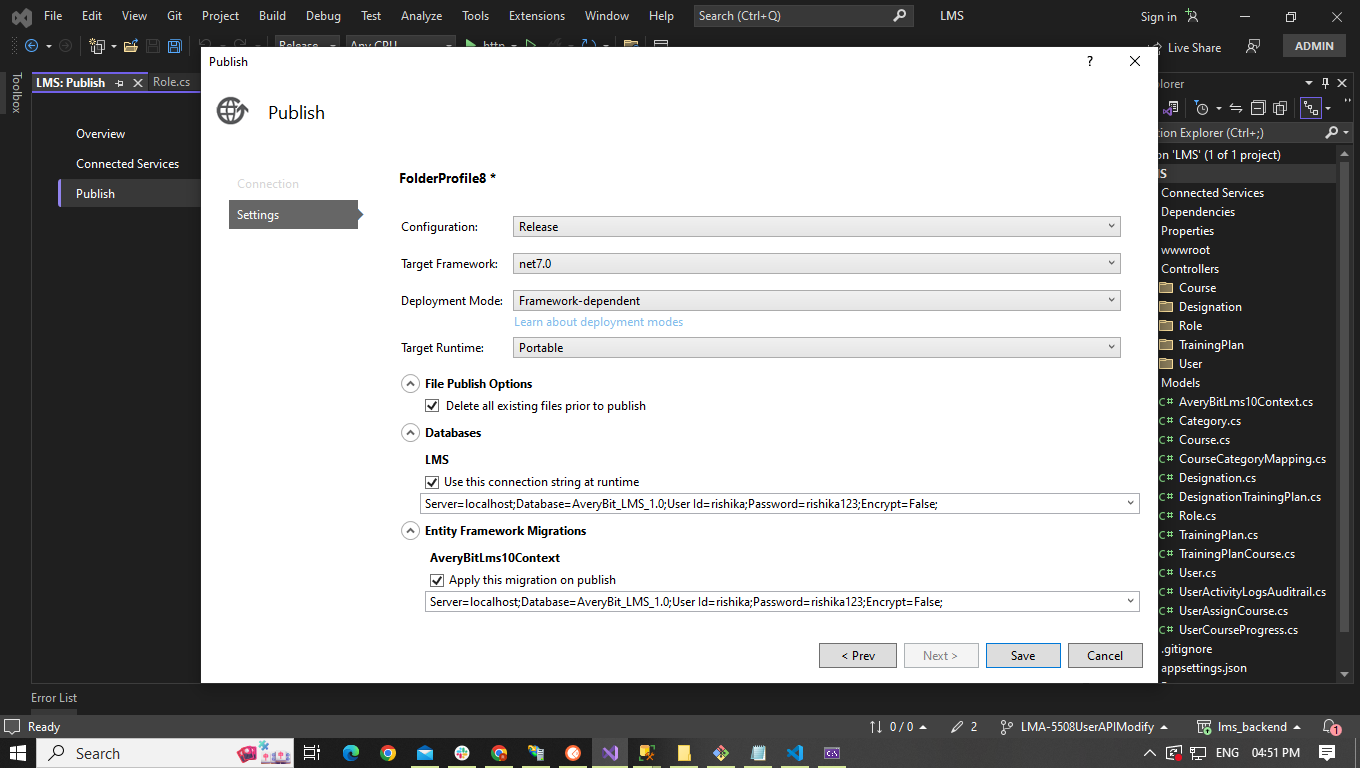 File Edit View Git Project Build Debug Test Analyze Tools Extensions Window Help Search (Ctrl+Q) LMS Sign in
Release Any CPU http Live Share ADMIN
Toolbox
LMS: Publish Role.cs
Overview
Connected Services
Publish
Publish ?
Publish
Connection
Settings
FolderProfile8 *
Configuration: Release
Target Framework: net7.0
Deployment Mode: Framework-dependent
Learn about deployment modes
Target Runtime: Portable
File Publish Options
Delete all existing files prior to publish
Databases
LMS
Use this connection string at runtime
Server=localhost;Database=AveryBit_LMS_1.0;User Id=rishika;Password=rishika123;Encrypt=False;
Entity Framework Migrations
AveryBitLms10Context
Apply this migration on publish
Server=localhost;Database=AveryBit_LMS_1.0;User Id=rishika;Password=rishika123;Encrypt=False;
< Prev Next > Save Cancel
plorer
tion Explorer (Ctrl+;)
on 'LMS' (1 of 1 project)
Connected Services
Dependencies
Properties
wwwroot
Controllers
Course
Designation
Role
TrainingPlan
User
Models
C# AveryBitLms10Context.cs
C# Category.cs
C# Course.cs
C# CourseCategoryMapping.cs
C# Designation.cs
C# DesignationTrainingPlan.cs
C# Role.cs
C# TrainingPlan.cs
C# TrainingPlanCourse.cs
C# User.cs
C# UserActivityLogsAuditrail.cs
C# UserAssignCourse.cs
C# UserCourseProgress.cs
.gitignore
appsettings.json
Error List
Ready 0 / 0 2 LMA-5508UserAPIModify lms_backend 1
Search ENG 04:51 PM